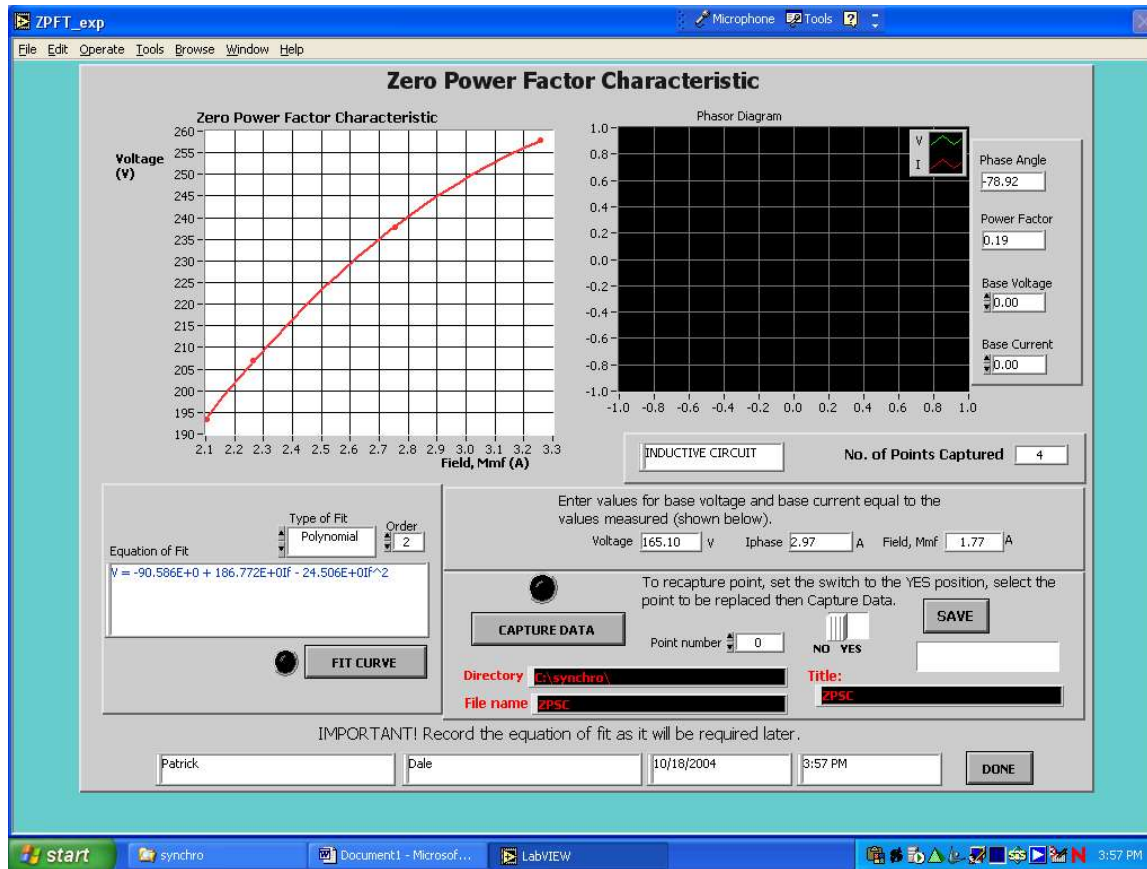 ZPFT_exp
Microphone Tools
File Edit Operate Tools Browse Window Help
Zero Power Factor Characteristic
Zero Power Factor Characteristic
Voltage
(V)
260
255
250
245
240
235
230
225
220
215
210
205
200
195
190
2.1 2.2 2.3 2.4 2.5 2.6 2.7 2.8 2.9 3.0 3.1 3.2 3.3
Field, Mmf (A)
Phasor Diagram
1.0
0.8
0.6
0.4
0.2
0.0
-0.2
-0.4
-0.6
-0.8
-1.0
-1.0 -0.8 -0.6 -0.4 -0.2 0.0 0.2 0.4 0.6 0.8 1.0
V
I
Phase Angle
-78.92
Power Factor
0.19
Base Voltage
0.00
Base Current
0.00
INDUCTIVE CIRCUIT
No. of Points Captured 4
Type of Fit
Polynomial
Order
2
Equation of Fit
V = -90.586E+0 + 186.772E+0If - 24.506E+0If^2
FIT CURVE
Enter values for base voltage and base current equal to the
values measured (shown below).
Voltage 165.10 V Iphase 2.97 A Field, Mmf 1.77 A
To recapture point, set the switch to the YES position, select the
point to be replaced then Capture Data.
CAPTURE DATA
Point number 0
NO YES
SAVE
Directory C:\synchro\
File name ZPSC
Title:
ZPSC
IMPORTANT! Record the equation of fit as it will be required later.
Patrick Dale 10/18/2004 3:57 PM
DONE
start synchro Document1 - Microsof... LabVIEW 3:57 PM